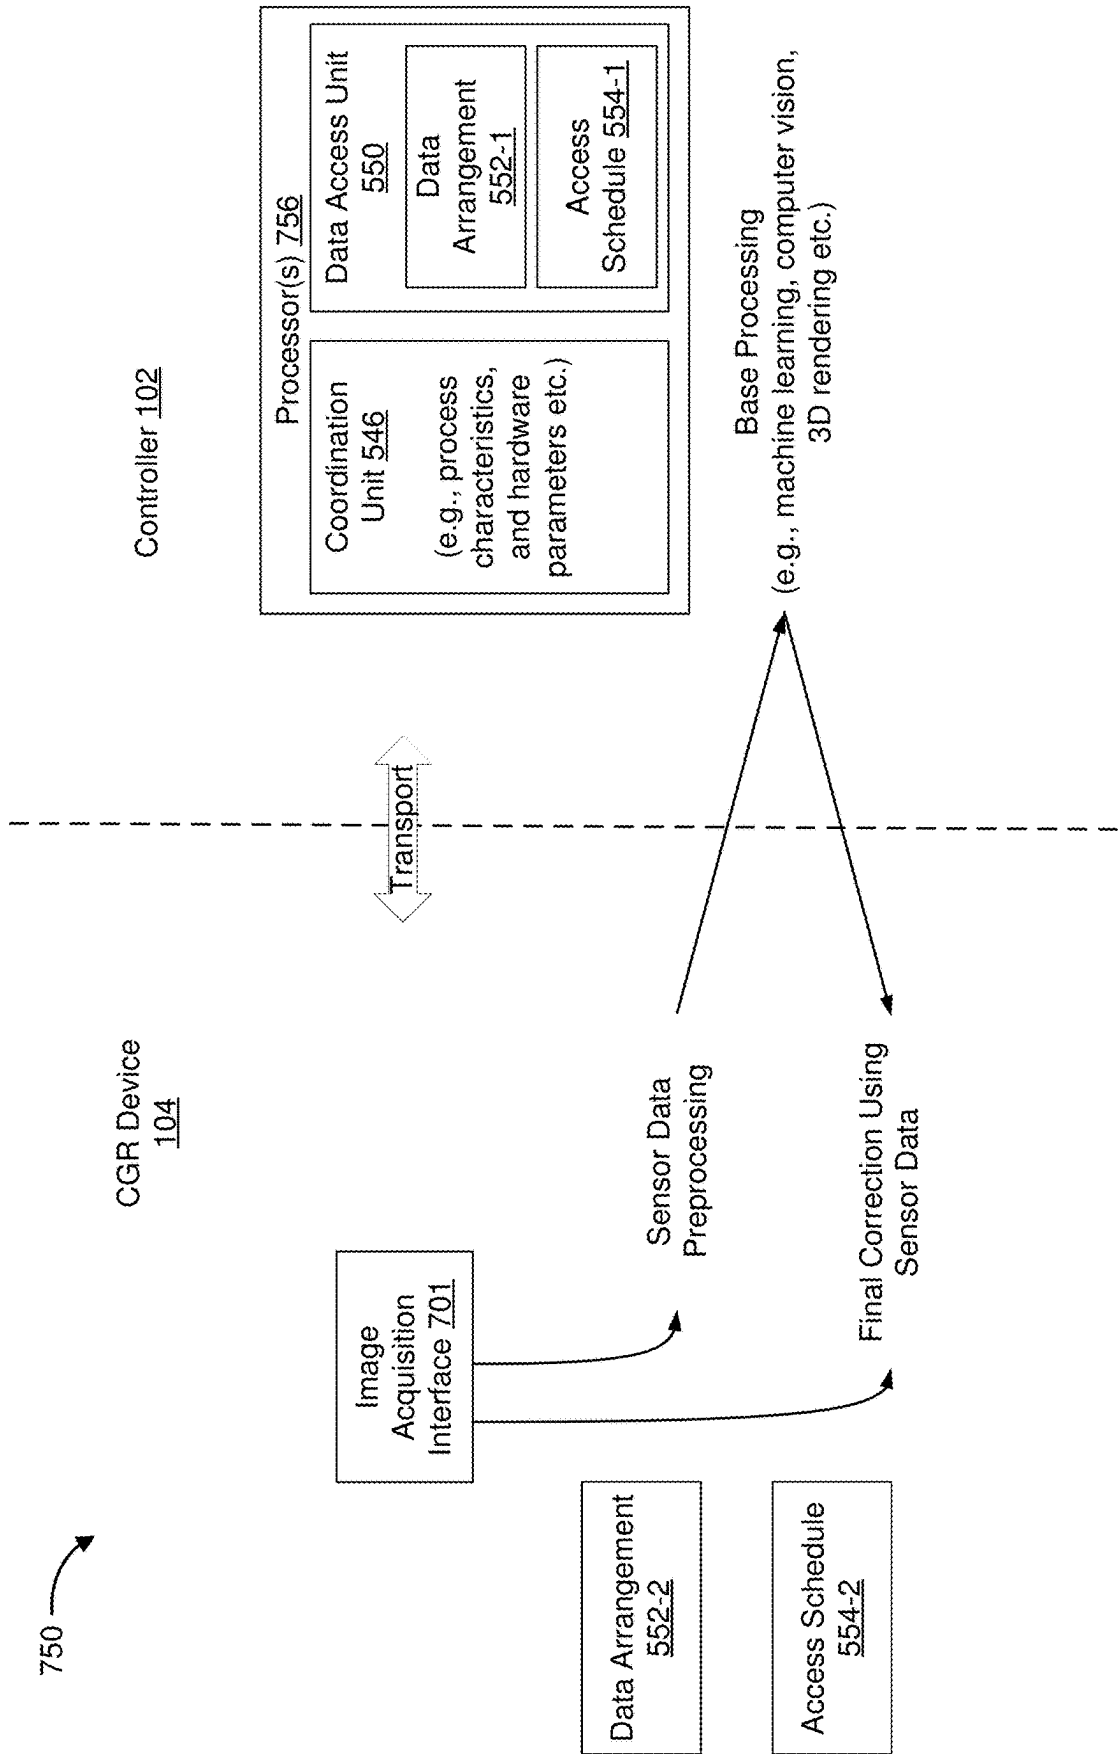 750
CGR Device
104
Controller 102
Image
Acquisition
Interface 701
Transport
Processor(s) 756
Coordination
Unit 546
(e.g., process
characteristics,
and hardware
parameters etc.)
Data Access Unit
550
Data
Arrangement
552-1
Access
Schedule 554-1
Data Arrangement
552-2
Access Schedule
554-2
Sensor Data
Preprocessing
Final Correction Using
Sensor Data
Base Processing
(e.g., machine learning, computer vision,
3D rendering etc.)